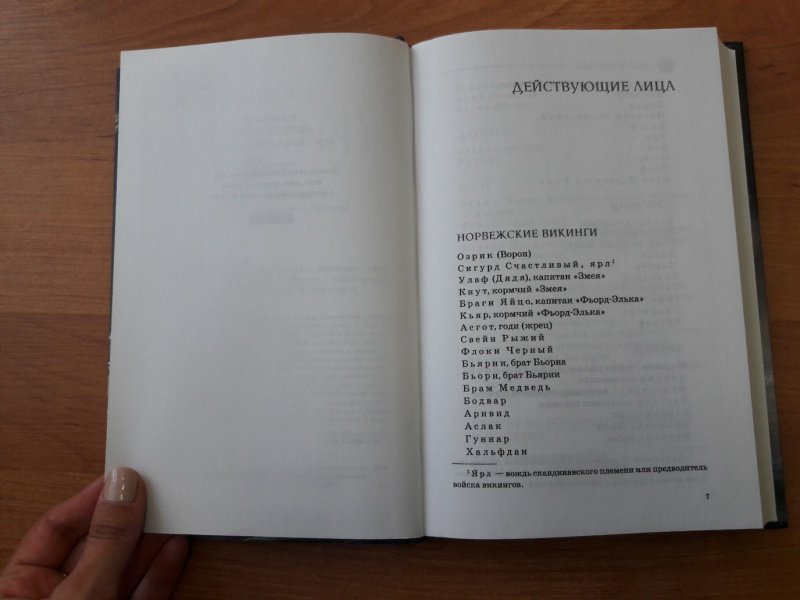 ДЕЙСТВУЮЩИЕ ЛИЦА
НОРВЕЖСКИЕ ВИКИНГИ
Озрик (Ворон)
Сигурд Счастливый, ярл¹
Улаф (Дядя), капитан «Змея»
Кнут, кормчий «Змея»
Браги Яйцо, капитан «Фьорд-Элька»
Кьяр, кормчий «Фьорд-Элька»
Асгот, годи (жрец)
Свейн Рыжий
Флоки Черный
Бьярни, брат Бьорна
Бьорн, брат Бьярни
Брам Медведь
Бодвар
Арнвид
Аслак
Гуннар
Хальфдан
¹ Ярл — вождь скандинавского племени или предводитель
войска викингов.
7